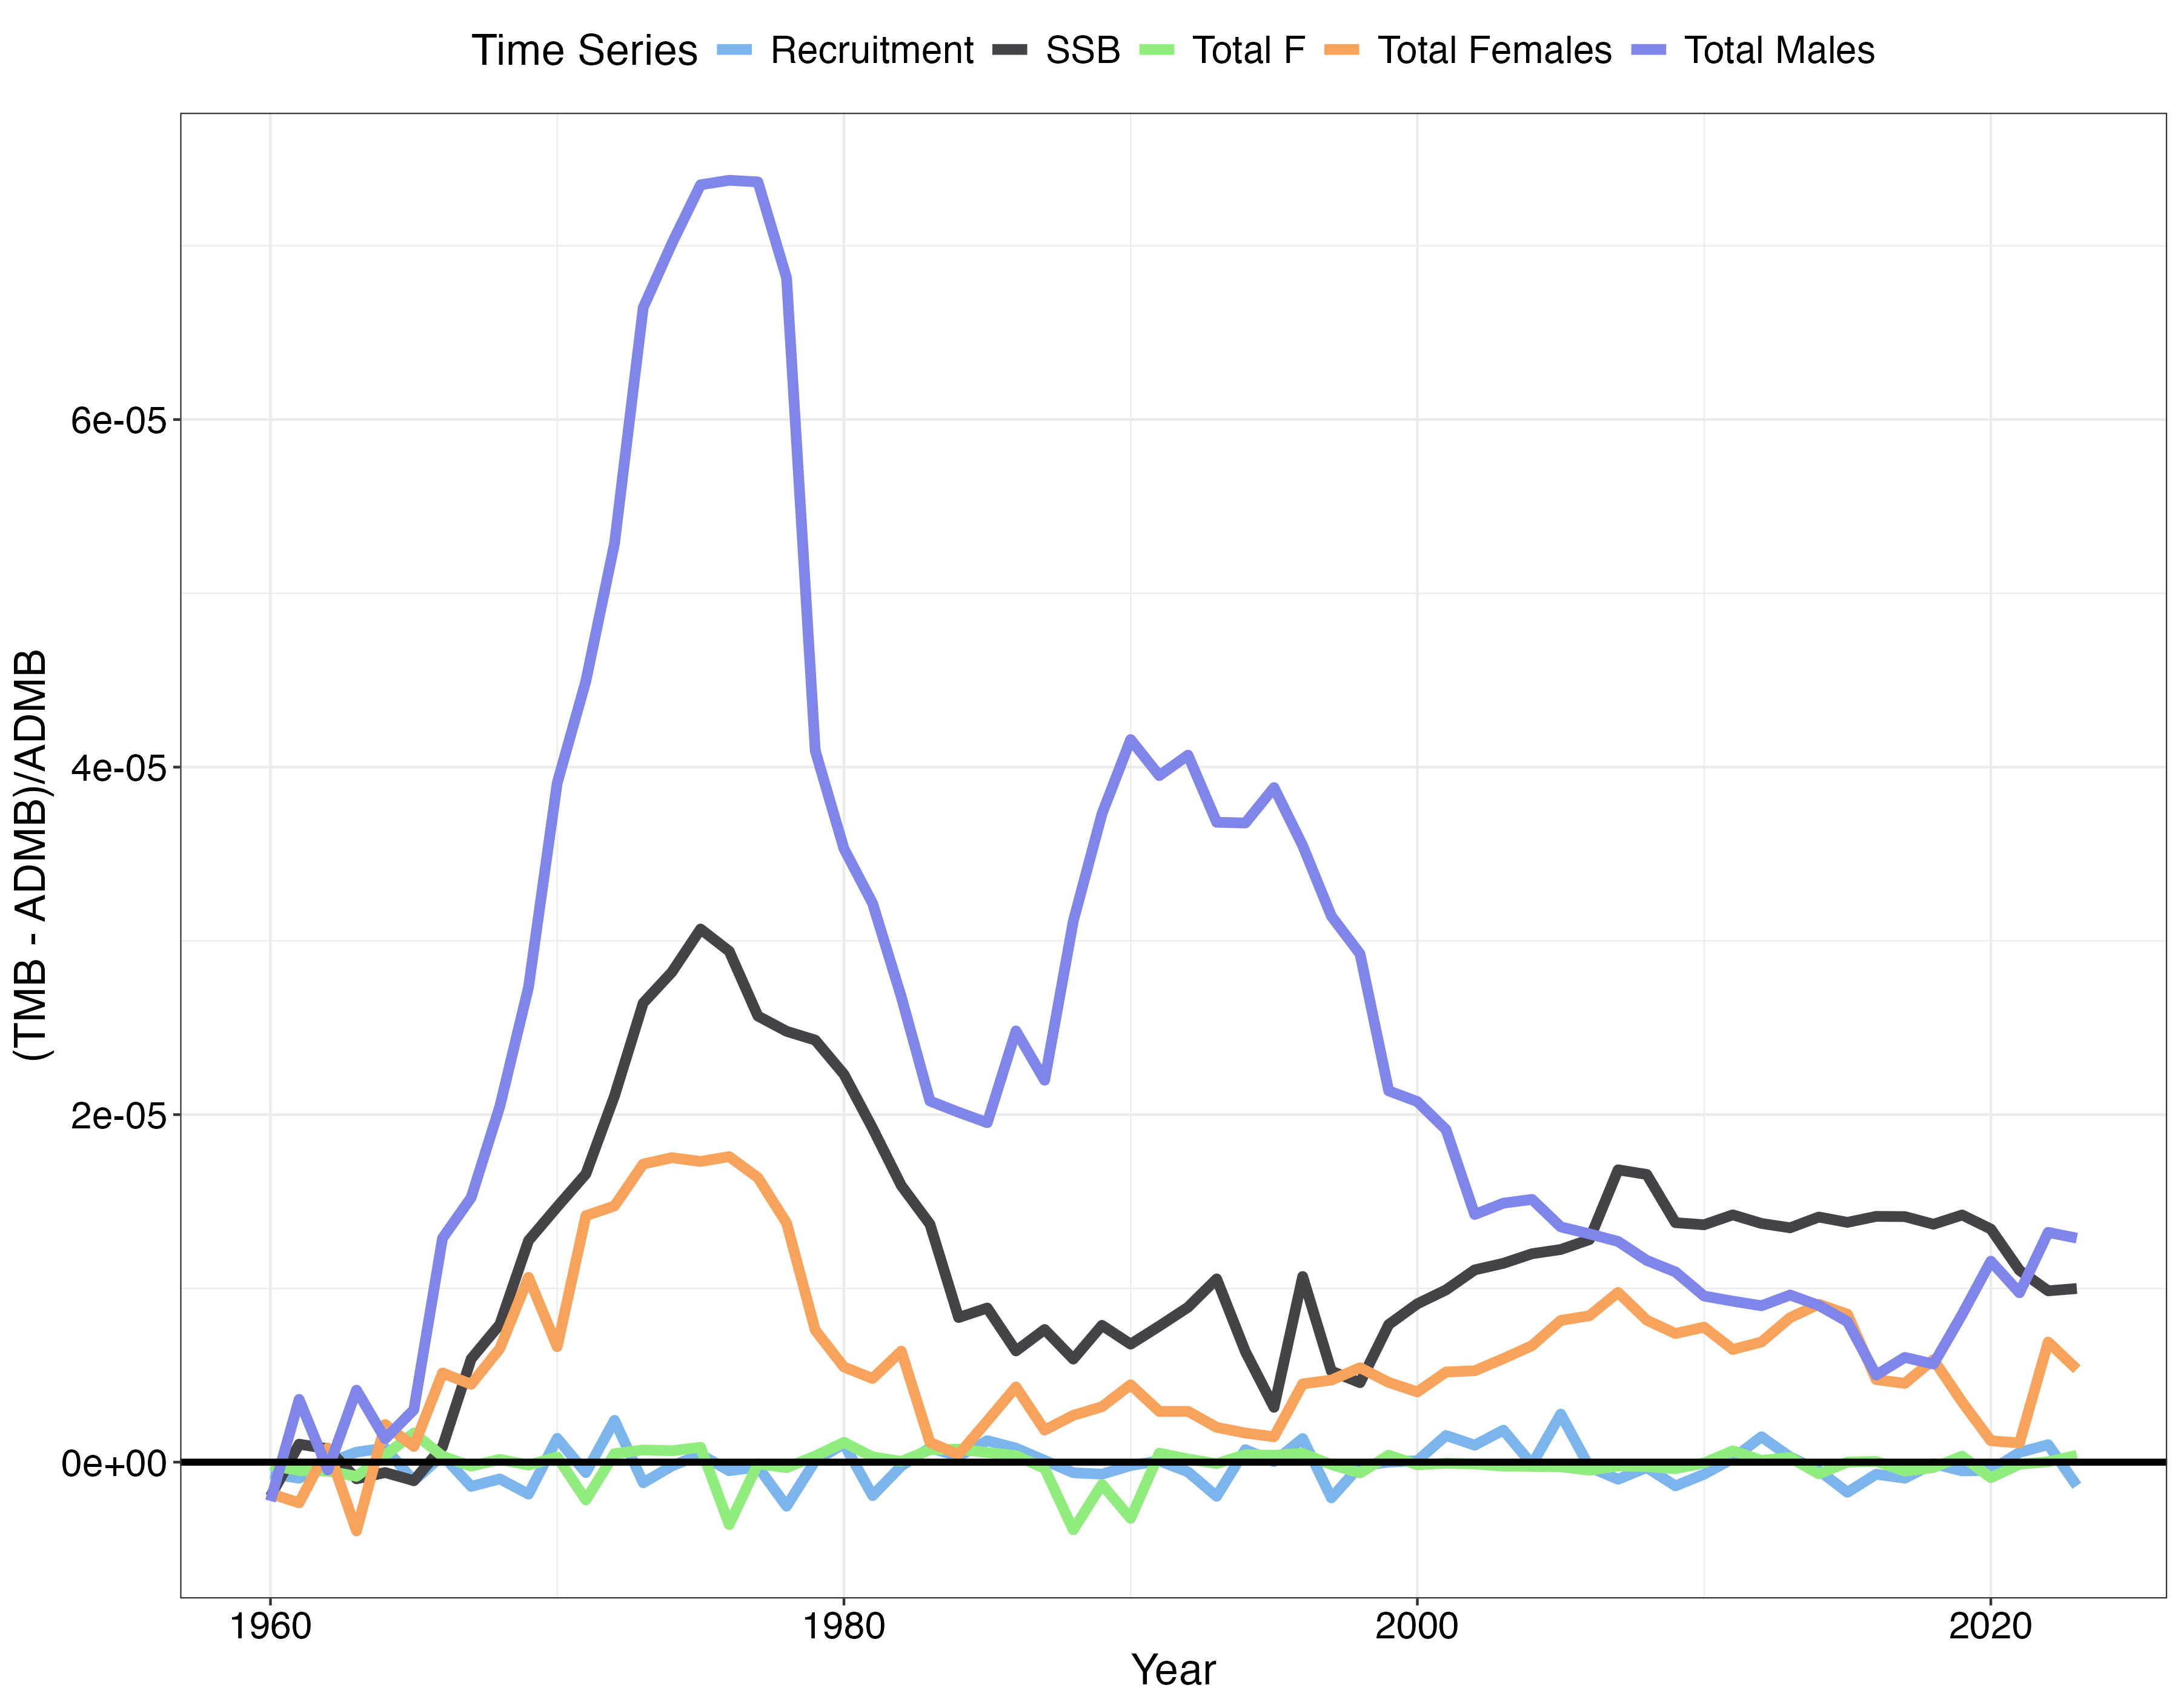 Time Series Recruitment SSB Total F Total Females Total Males
(TMB - ADMB)/ADMB
6e-05
4e-05
2e-05
0e+00
1960 1980 2000 2020
Year